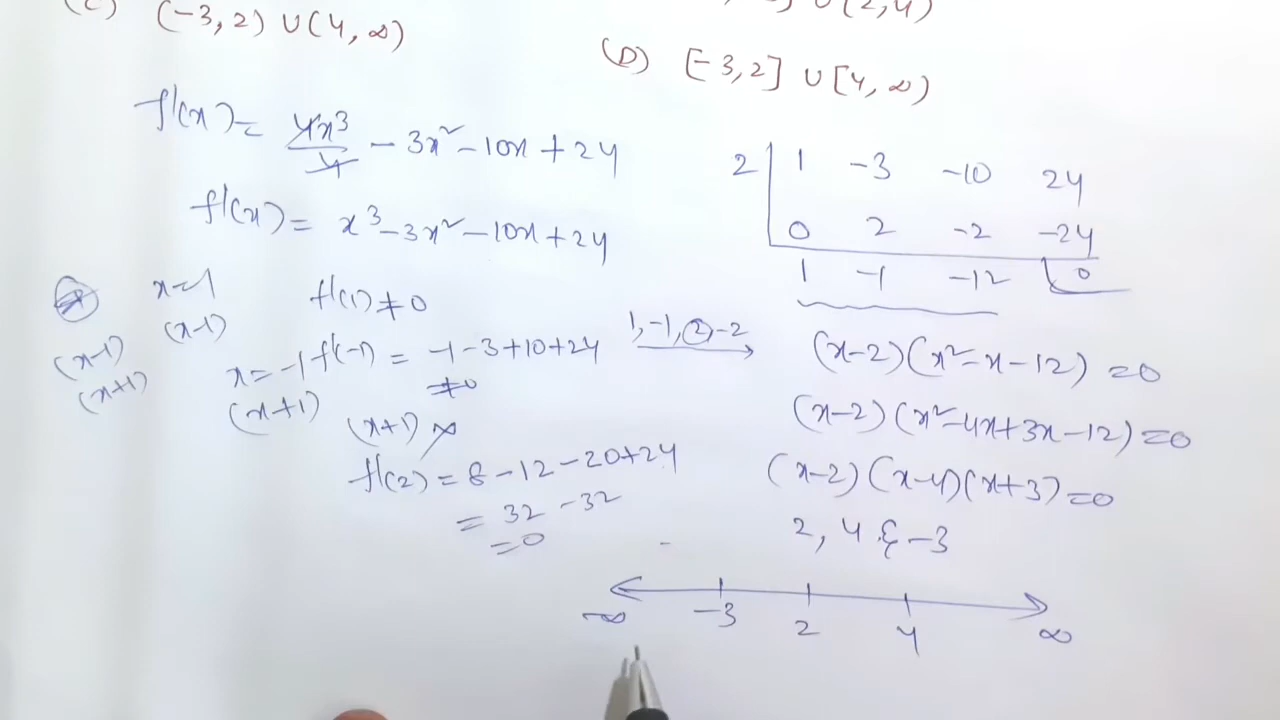 (C) (-3, 2) ∪ (4, ∞)
∪ (2, 4)
(D) [-3, 2] ∪ [4, ∞)
f'(x) = 4x³/4 - 3x² - 10x + 24
f'(x) = x³ - 3x² - 10x + 24
x = 1 f'(1) ≠ 0
(x-1)
(x-1)
(x+1)
x = -1 f'(-1) = -1 - 3 + 10 + 24
≠ 0
(x+1)
(x+1) ×
f'(2) = 8 - 12 - 20 + 24
= 32 - 32
= 0
2 | 1 -3 -10 24
0 2 -2 -24
1 -1 -12 0
1, -1, 2, -2
(x-2)(x² - x - 12) = 0
(x-2)(x² - 4x + 3x - 12) = 0
(x-2)(x-4)(x+3) = 0
2, 4 & -3
-∞ -3 2 4 ∞